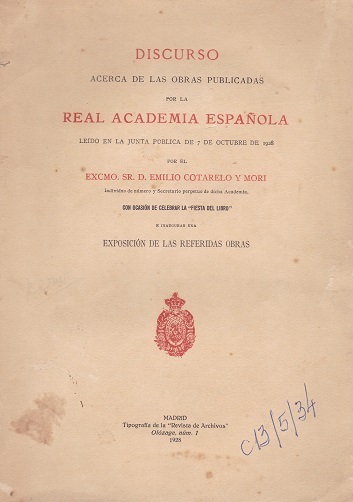 DISCURSO
ACERCA DE LAS OBRAS PUBLICADAS
POR LA
REAL ACADEMIA ESPAÑOLA
LEIDO EN LA JUNTA PÚBLICA DE 7 DE OCTUBRE DE 1928
POR EL
EXCMO. SR. D. EMILIO COTARELO Y MORI
Individuo de número y Secretario perpetuo de dicha Academia,
CON OCASIÓN DE CELEBRAR LA "FIESTA DEL LIBRO"
E INAUGURAR UNA
EXPOSICIÓN DE LAS REFERIDAS OBRAS
MADRID
Tipografía de la "Revista de Archivos"
Olózaga, núm. 1
1928
C13/5/34